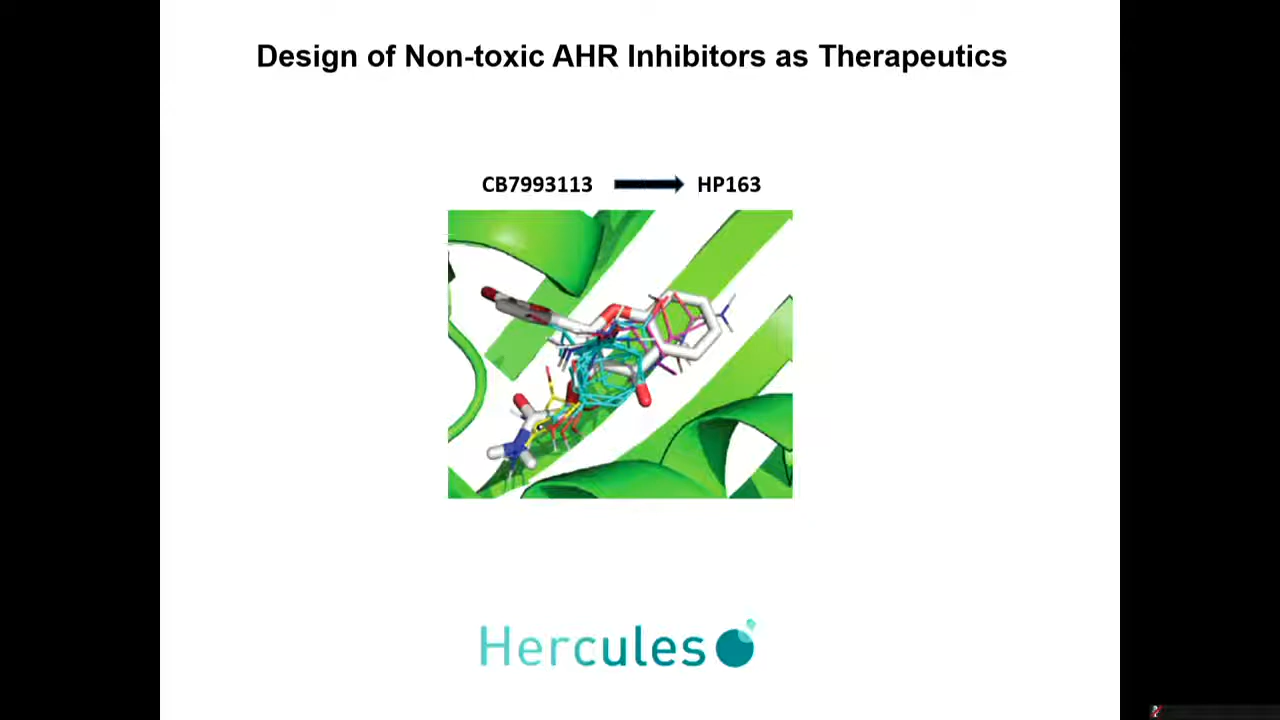 Design of Non-toxic AHR Inhibitors as Therapeutics
CB7993113 HP163
Hercules